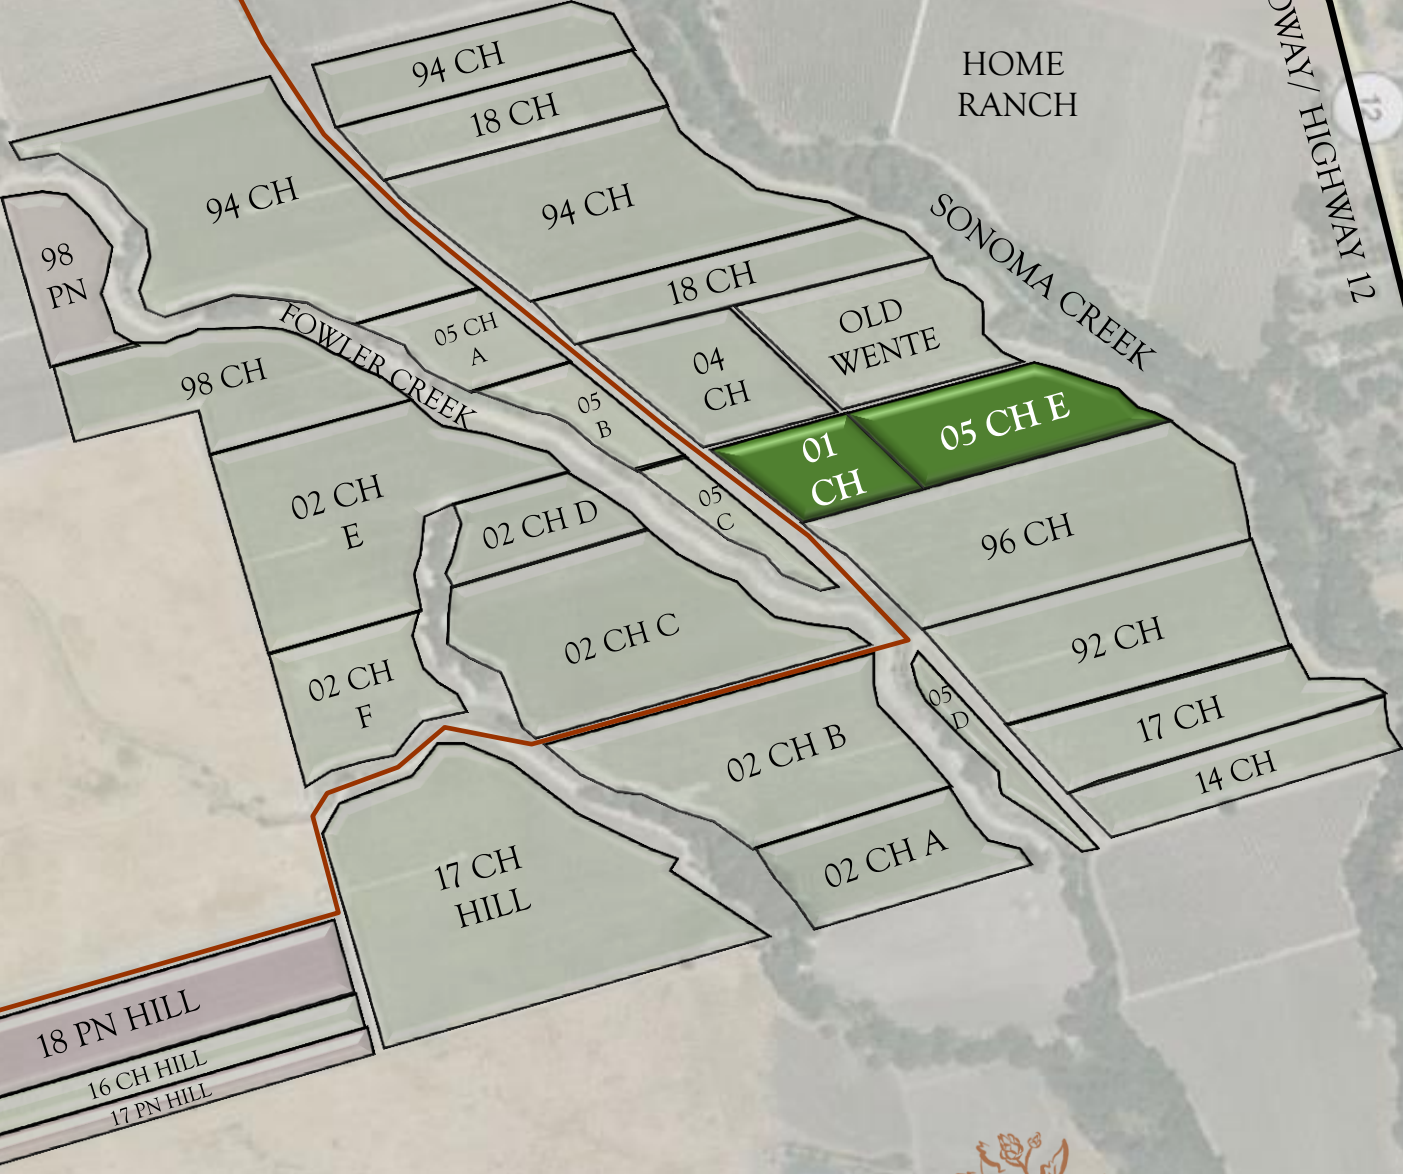 94 CH
HOME
RANCH
18 CH
94 CH
94 CH
98
PN
18 CH
SONOMA CREEK
DWAY/ HIGHWAY 12
12
OLD
WENTE
05 CH
A
FOWLER CREEK
04
CH
98 CH
05
B
01
CH
05 CH E
02 CH
E
02 CH D
05
C
96 CH
02 CH C
92 CH
02 CH
F
05
D
17 CH
02 CH B
14 CH
17 CH
HILL
02 CH A
18 PN HILL
16 CH HILL
17 PN HILL